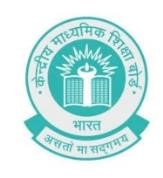 केन्द्रीय माध्यमिक शिक्षा बोर्ड
भारत
असतो मा सद्गमय